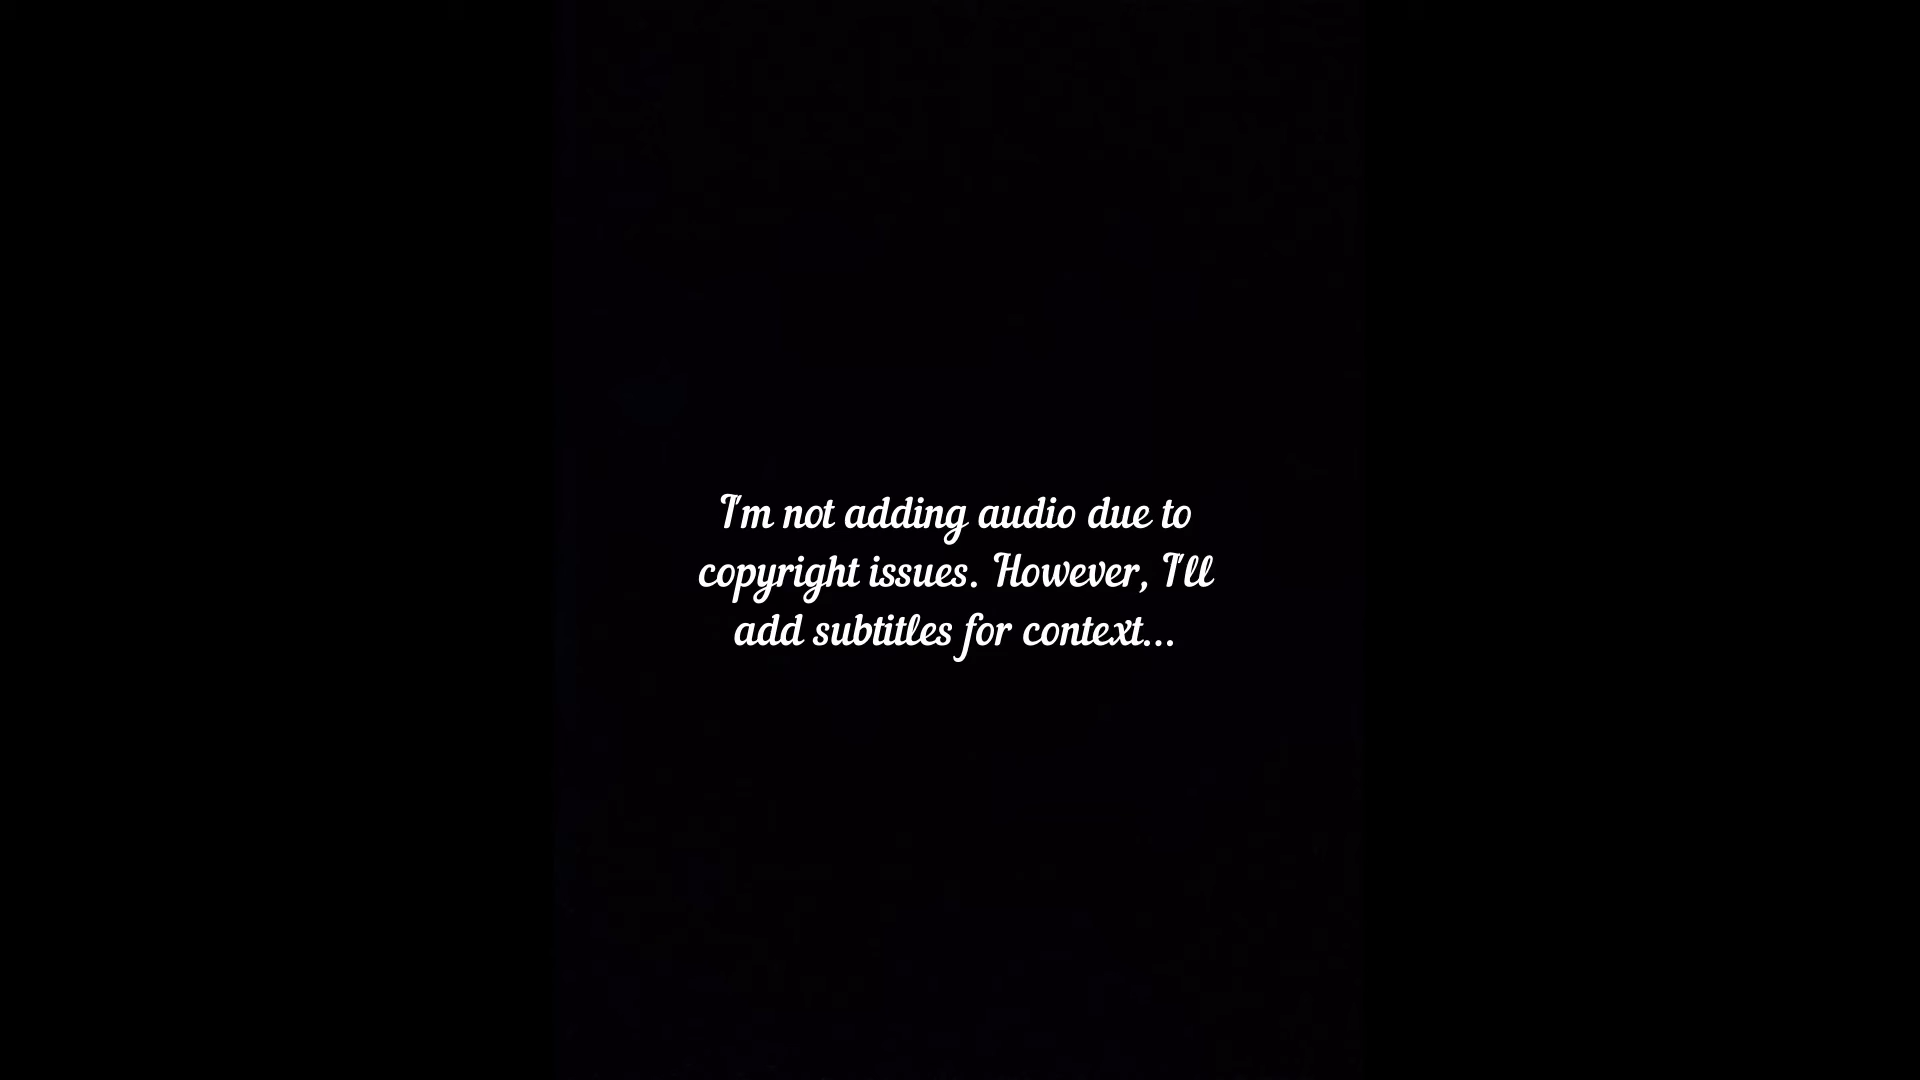 I'm not adding audio due to
copyright issues. However, I'll
add subtitles for context...